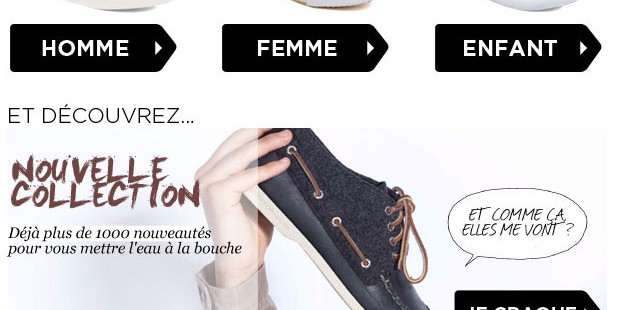 HOMME
FEMME
ENFANT
ET DÉCOUVREZ...
NOUVELLE
COLLECTION
Déjà plus de 1000 nouveautés
pour vous mettre l'eau à la bouche
ET COMME ÇA,
ELLES ME VONT ?
JE CRAQUE